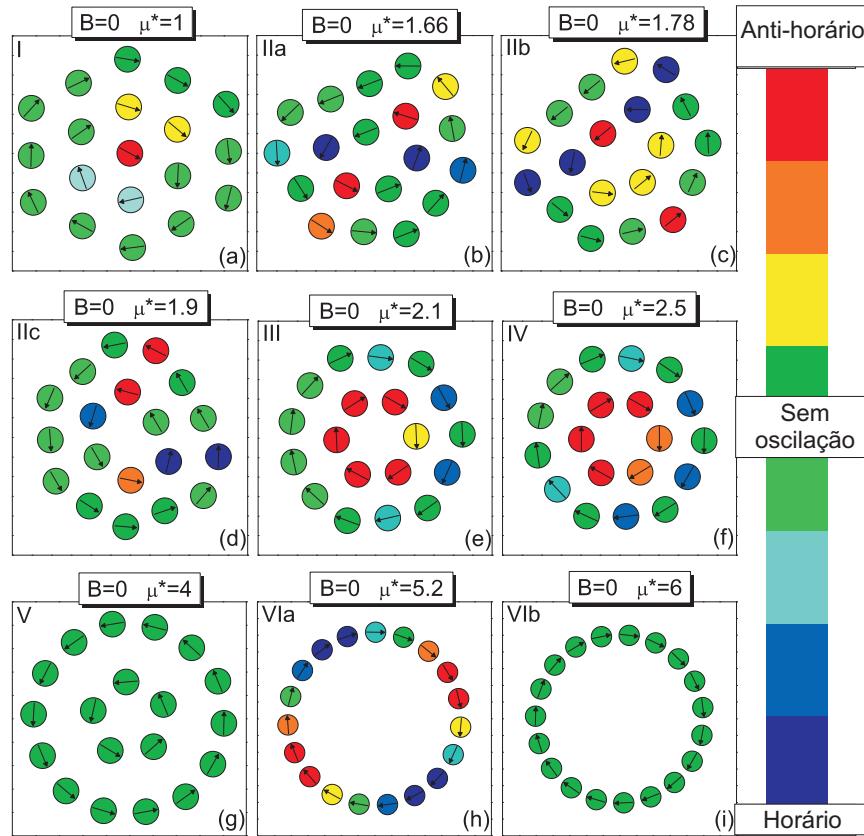 B=0 μ*=1
I
(a)
B=0 μ*=1.66
IIa
(b)
B=0 μ*=1.78
IIb
(c)
B=0 μ*=1.9
IIc
(d)
B=0 μ*=2.1
III
(e)
B=0 μ*=2.5
IV
(f)
B=0 μ*=4
V
(g)
B=0 μ*=5.2
VIa
(h)
B=0 μ*=6
VIb
(i)
Anti-horário
Sem
oscilação
Horário